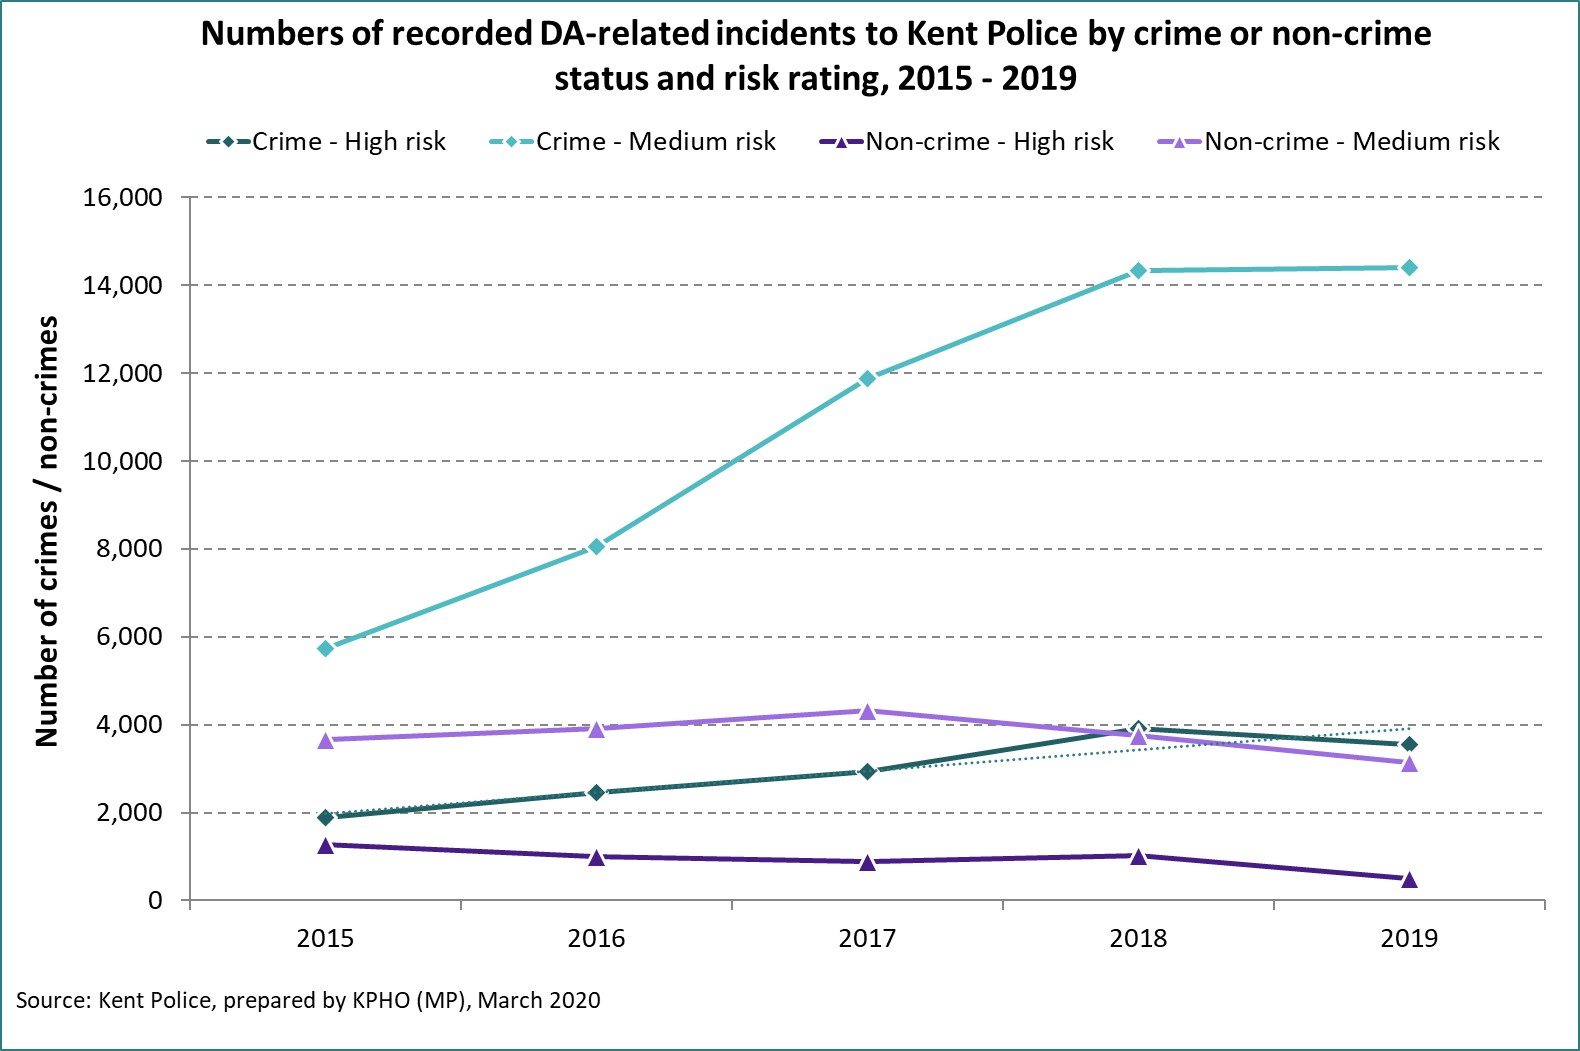 Numbers of recorded DA-related incidents to Kent Police by crime or non-crime
status and risk rating, 2015 - 2019
Crime - High risk
Crime - Medium risk
Non-crime - High risk
Non-crime - Medium risk
Number of crimes / non-crimes
16,000
14,000
12,000
10,000
8,000
6,000
4,000
2,000
0
2015
2016
2017
2018
2019
Source: Kent Police, prepared by KPHO (MP), March 2020